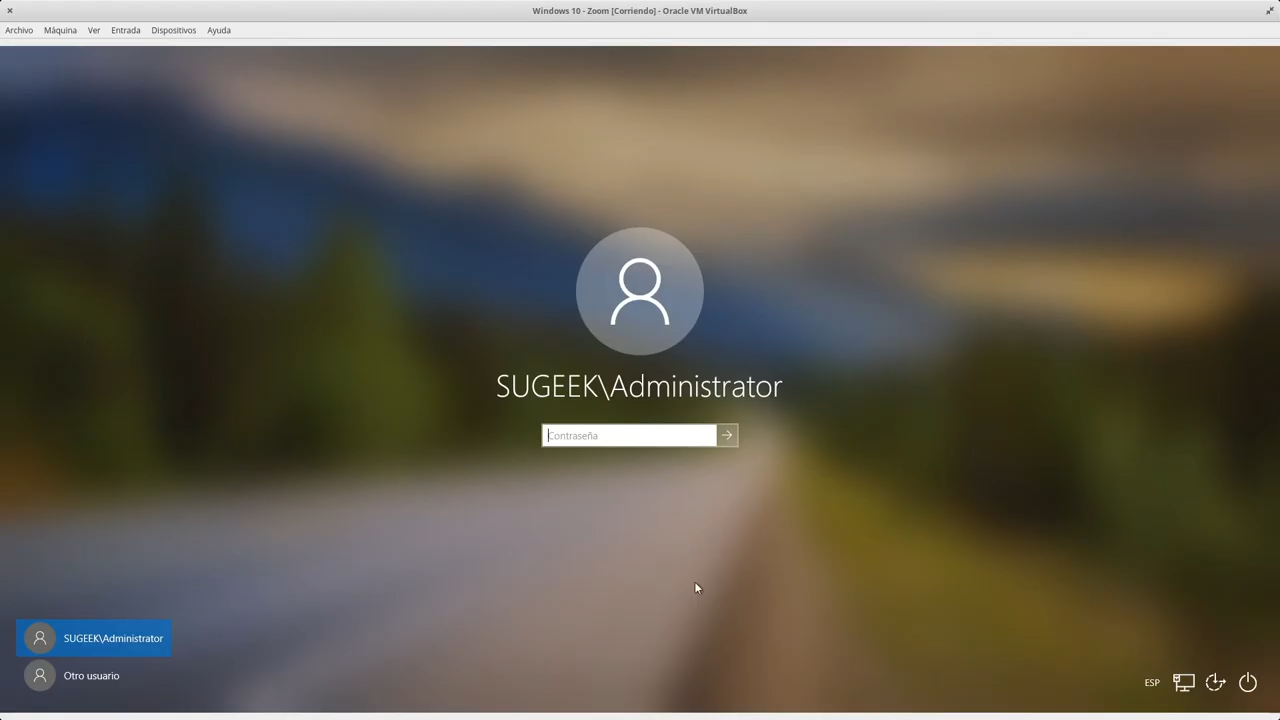 Windows 10 - Zoom [Corriendo] - Oracle VM VirtualBox
Archivo Máquina Ver Entrada Dispositivos Ayuda
SUGEEK\Administrator
Contraseña
SUGEEK\Administrator
Otro usuario
ESP